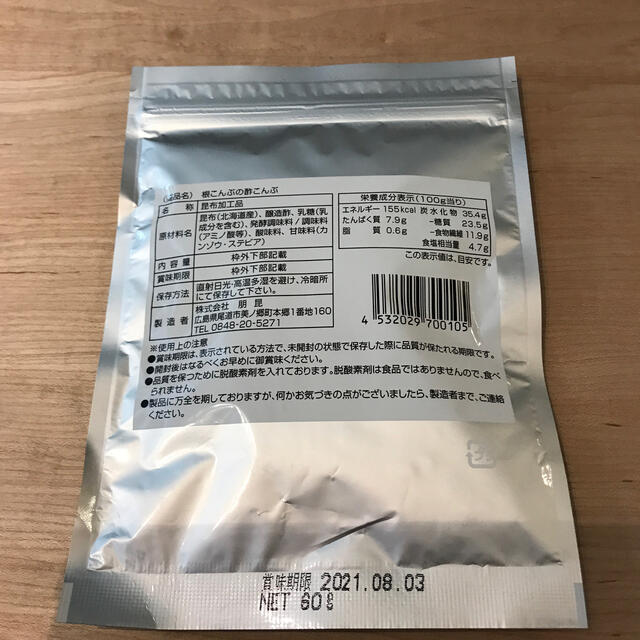 (商品名) 根こんぶの酢こんぶ
名称 昆布加工品
原材料名 昆布(北海道産)、醸造酢、乳糖(乳
成分を含む)、発酵調味料/調味料
(アミノ酸等)、酸味料、甘味料(カ
ンゾウ・ステビア)
内容量 枠外下部記載
賞味期限 枠外下部記載
保存方法 直射日光・高温多湿を避け、冷暗所
にて保存して下さい。
製造者 株式会社 朋昆
広島県尾道市美ノ郷町本郷1番地160
TEL 0848-20-5271
栄養成分表示(100g当り)
エネルギー 155kcal 炭水化物 35.4g
たんぱく質 7.9g -糖質 23.5g
脂質 0.6g -食物繊維 11.9g
食塩相当量 4.7g
この表示値は、目安です。
4 532029 700105
※使用上の注意
●賞味期限は、表示されている方法で、未開封の状態で保存した際に品質が保たれる期限です。
●開封後はなるべくお早めに御賞味ください。
●品質を保つために脱酸素剤を入れております。脱酸素剤は食品ではありませんので、食べ
られません。
●製品に万全を期しておりますが、何かお気づきの点がございましたら、製造者まで、ご連絡
ください。
プラ
賞味期限 2021.08.03
NET 60g